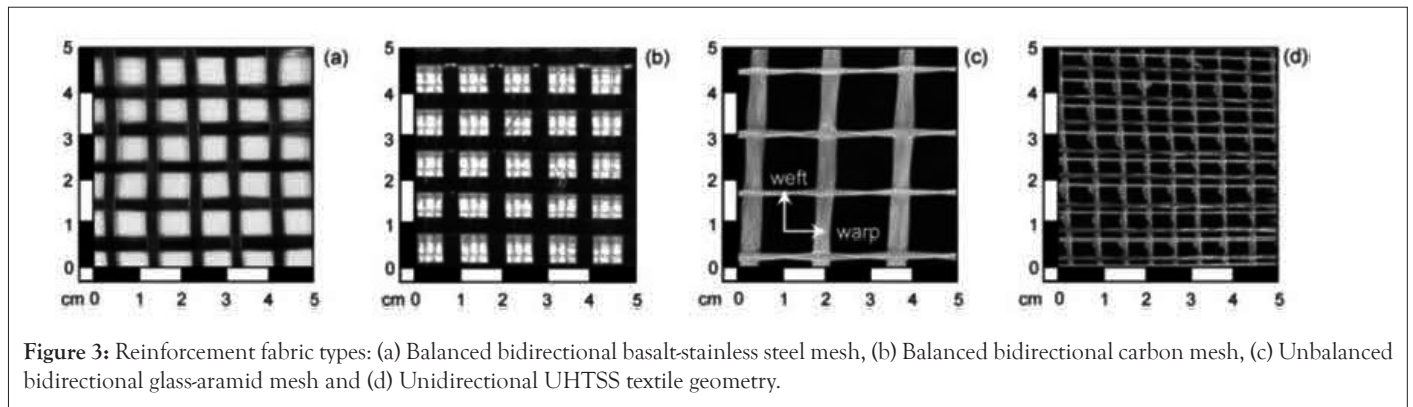 5 (a) 5 (b) 5 (c) 5 (d)
4 4 4 4
3 3 3 3
2 2 weft 2 2
1 1 1 warp 1
0 0 0 0
cm 0 1 2 3 4 5 cm 0 1 2 3 4 5 cm 0 1 2 3 4 5 cm 0 1 2 3 4 5
Figure 3: Reinforcement fabric types: (a) Balanced bidirectional basalt-stainless steel mesh, (b) Balanced bidirectional carbon mesh, (c) Unbalanced
bidirectional glass-aramid mesh and (d) Unidirectional UHTSS textile geometry.